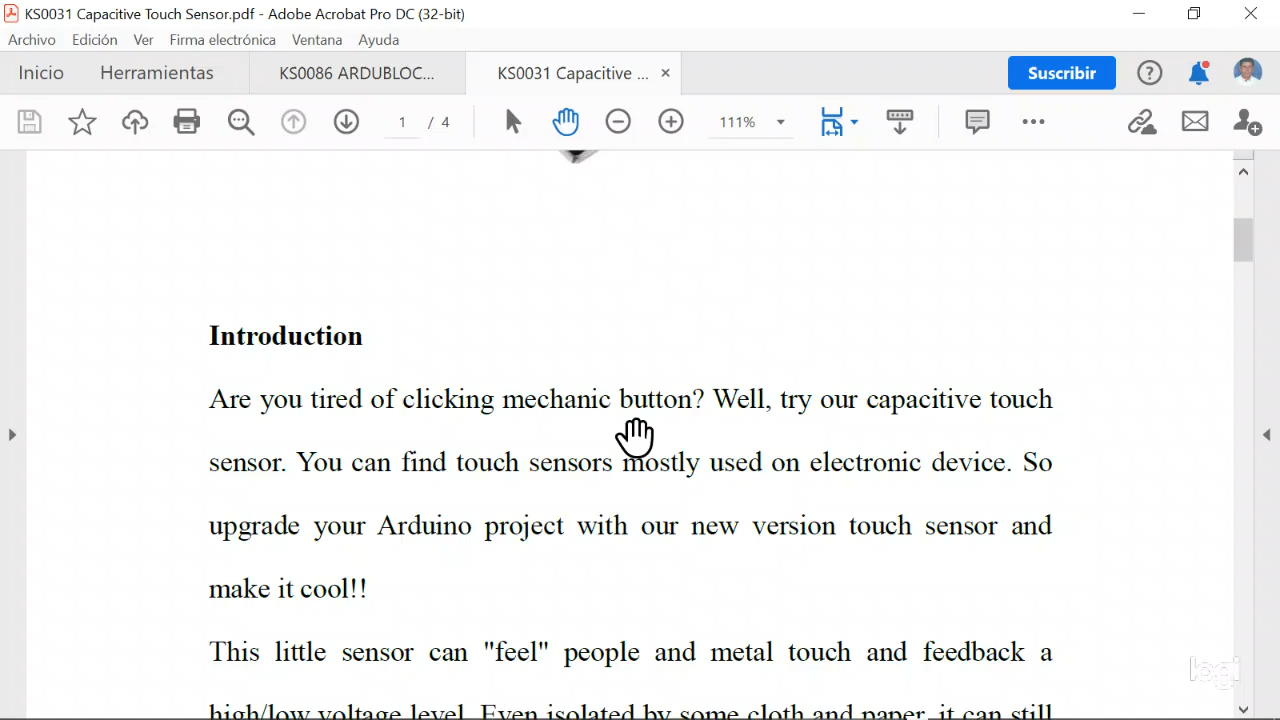 KS0031 Capacitive Touch Sensor.pdf - Adobe Acrobat Pro DC (32-bit)
Archivo Edición Ver Firma electrónica Ventana Ayuda
Inicio Herramientas KS0086 ARDUBLOC... KS0031 Capacitive ... × Suscribir
1 / 4 111%
Introduction
Are you tired of clicking mechanic button? Well, try our capacitive touch
sensor. You can find touch sensors mostly used on electronic device. So
upgrade your Arduino project with our new version touch sensor and
make it cool!!
This little sensor can "feel" people and metal touch and feedback a
high/low voltage level. Even isolated by some cloth and paper, it can still
legi